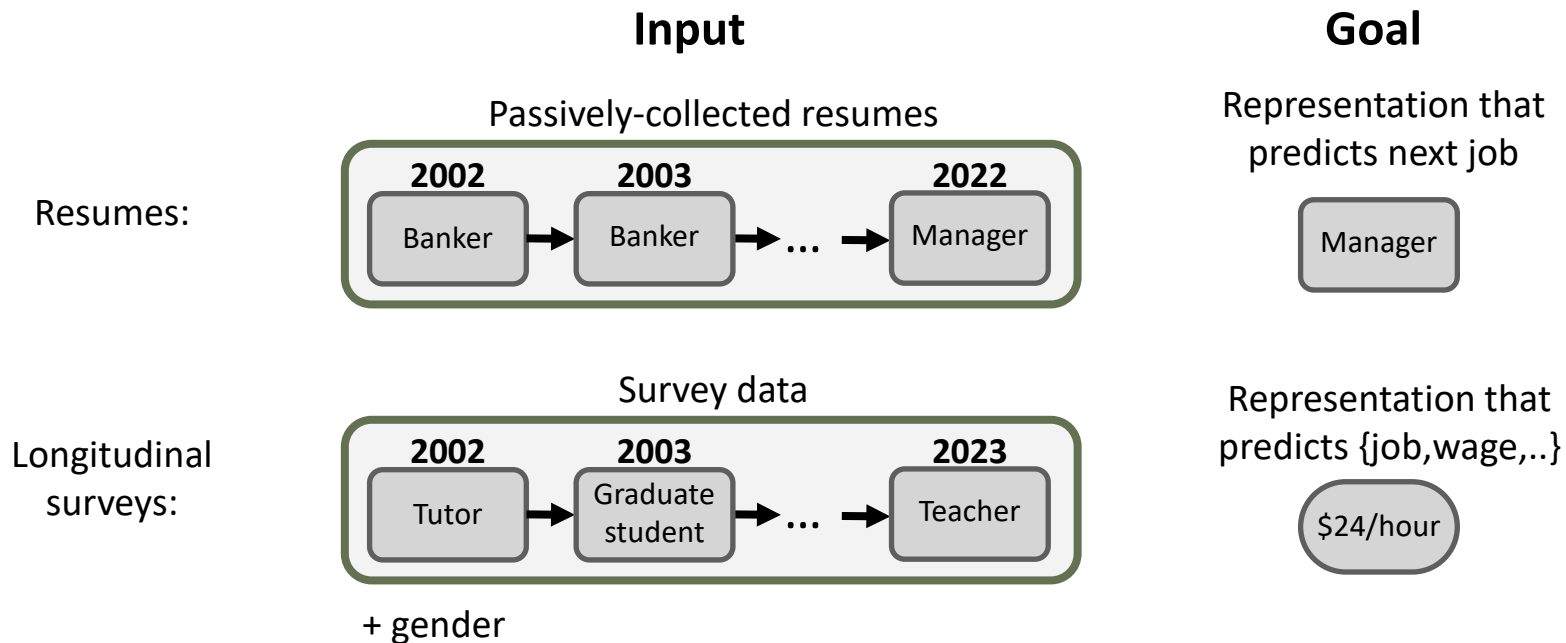 Input
Goal
Passively-collected resumes
Representation that
predicts next job
Resumes:
2002
2003
2022
Banker
Banker
...
Manager
Manager
Survey data
Representation that
predicts {job,wage,..}
Longitudinal
surveys:
2002
2003
2023
Tutor
Graduate
student
...
Teacher
$24/hour
+ gender